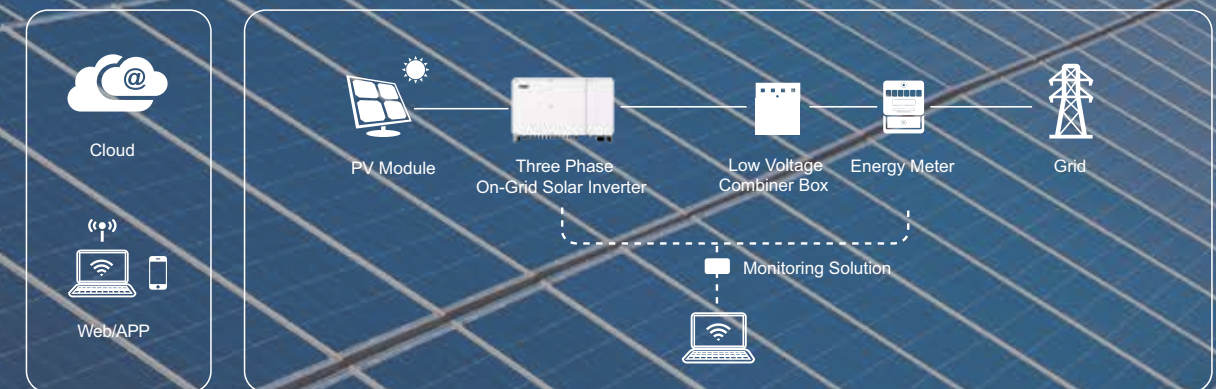 @
Cloud
Web/APP
PV Module
Three Phase
On-Grid Solar Inverter
Low Voltage
Combiner Box
Energy Meter
Grid
Monitoring Solution